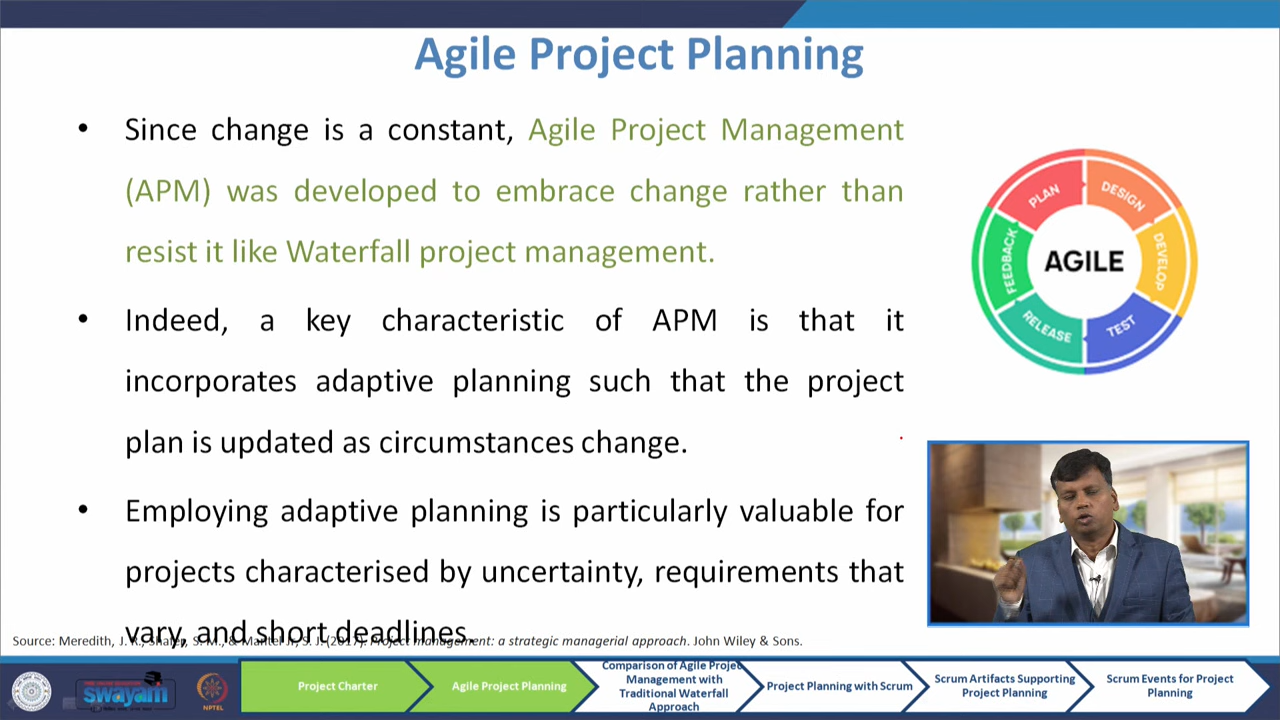 Agile Project Planning
• Since change is a constant, Agile Project Management
(APM) was developed to embrace change rather than
resist it like Waterfall project management.
• Indeed, a key characteristic of APM is that it
incorporates adaptive planning such that the project
plan is updated as circumstances change.
• Employing adaptive planning is particularly valuable for
projects characterised by uncertainty, requirements that
vary, and short deadlines.
PLAN
DESIGN
DEVELOP
TEST
RELEASE
FEEDBACK
AGILE
Source: Meredith, J. R., Shafer, S. M., & Mantel Jr, S. J. (2017). Project management: a strategic managerial approach. John Wiley & Sons.
swayam
NPTEL
Project Charter
Agile Project Planning
Comparison of Agile Projec
Management with
Traditional Waterfall
Approach
Project Planning with Scrum
Scrum Artifacts Supporting
Project Planning
Scrum Events for Project
Planning